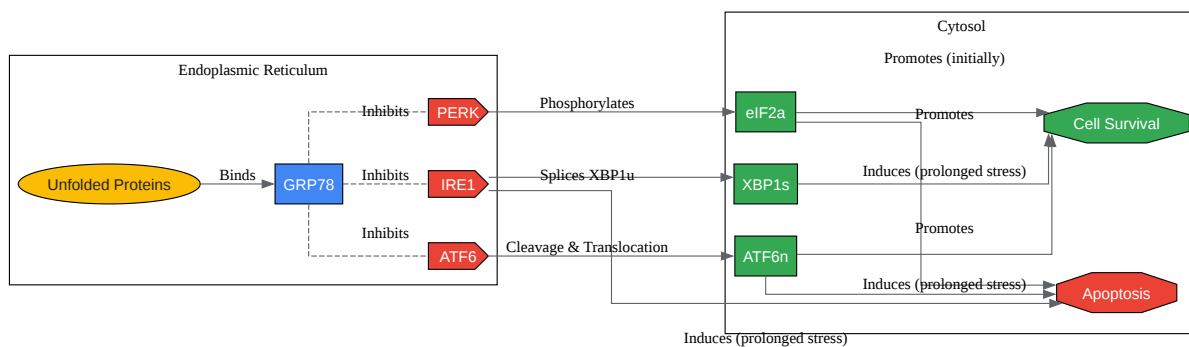 Endoplasmic Reticulum
Unfolded Proteins
Binds
GRP78
Inhibits
Inhibits
Inhibits
PERK
IRE1
ATF6
Phosphorylates
Splices XBP1u
Cleavage & Translocation
Cytosol
Promotes (initially)
eIF2a
Promotes
Cell Survival
XBP1s
Induces (prolonged stress)
Promotes
ATF6n
Induces (prolonged stress)
Apoptosis
Induces (prolonged stress)